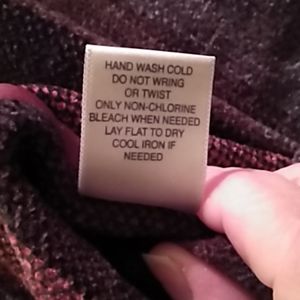 HAND WASH COLD
DO NOT WRING
OR TWIST
ONLY NON-CHLORINE
BLEACH WHEN NEEDED
LAY FLAT TO DRY
COOL IRON IF
NEEDED